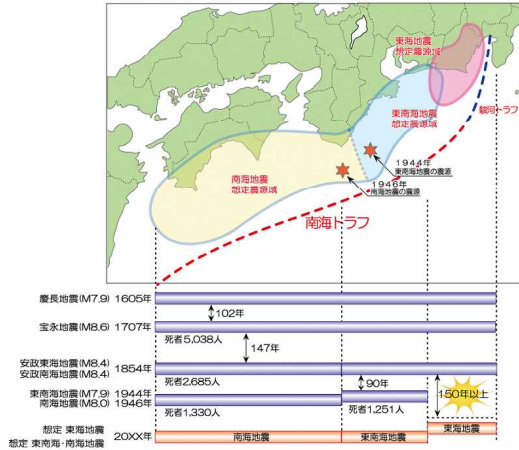 東海地震
想定震源域
東南海地震
想定震源域
駿河トラフ
南海地震
想定震源域
1944年
東南海地震の震源
1946年
南海地震の震源
南海トラフ
慶長地震(M7.9) 1605年
102年
宝永地震(M8.6) 1707年
死者5,038人
147年
安政東海地震(M8.4)
安政南海地震(M8.4)
1854年
死者2,685人
90年
150年以上
東南海地震(M7.9) 1944年
南海地震(M8.0) 1946年
死者1,330人
死者1,251人
想定 東海地震
想定 東南海・南海地震
20XX年
南海地震
東南海地震
東海地震